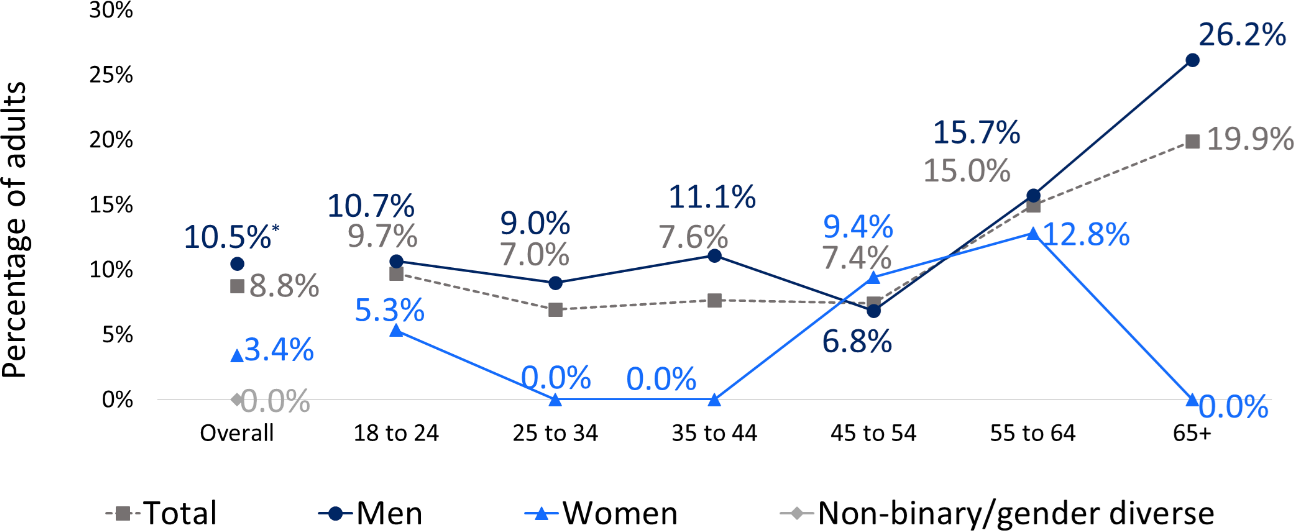 30%
25%
20%
15%
10%
5%
0%
Percentage of adults
10.5%*
8.8%
3.4%
0.0%
10.7%
9.7%
5.3%
9.0%
7.0%
0.0%
11.1%
7.6%
0.0%
9.4%
7.4%
6.8%
15.7%
15.0%
12.8%
26.2%
19.9%
0.0%
Overall
18 to 24
25 to 34
35 to 44
45 to 54
55 to 64
65+
Total
Men
Women
Non-binary/gender diverse